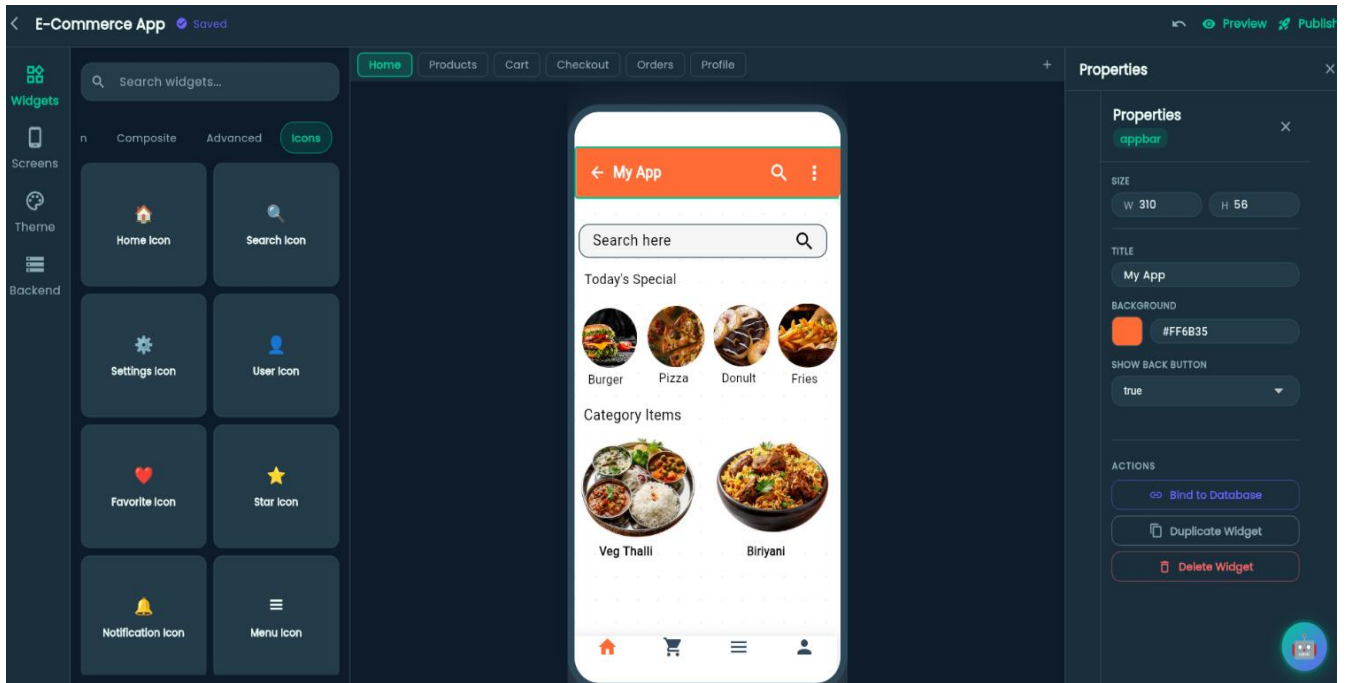 E-Commerce App Saved
Preview Publish
Widgets
Screens
Theme
Backend
Search widgets...
n Composite Advanced Icons
Home Icon Search Icon
Settings Icon User Icon
Favorite Icon Star Icon
Notification Icon Menu Icon
Home Products Cart Checkout Orders Profile +
My App
Search here
Today's Special
Burger Pizza Donult Fries
Category Items
Veg Thalli Biriyani
Properties
Properties
appbar
SIZE
W 310 H 56
TITLE
My App
BACKGROUND
#FF6B35
SHOW BACK BUTTON
true
ACTIONS
Bind to Database
Duplicate Widget
Delete Widget